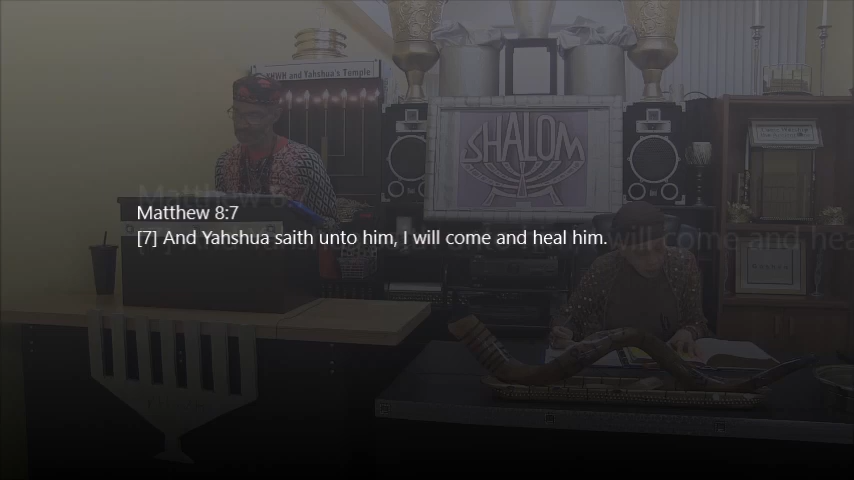 YHWH and Yahshua's Temple
SHALOM
Matthew 8:7
[7] And Yahshua saith unto him, I will come and heal him.